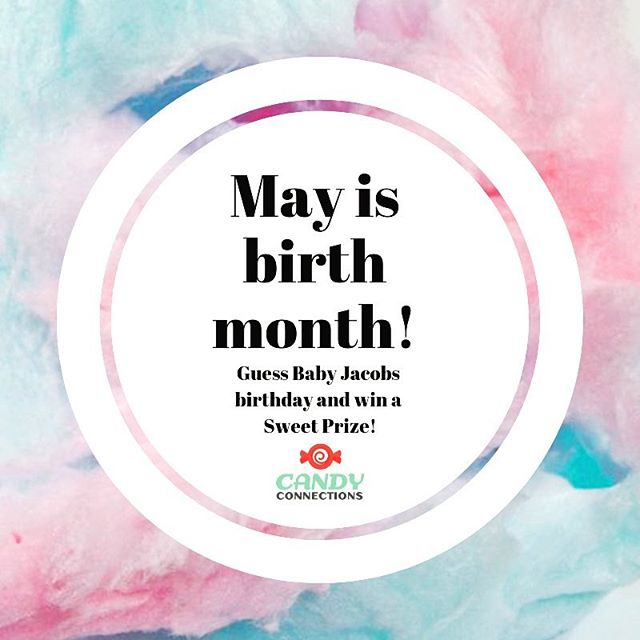 May is
birth
month!
Guess Baby Jacobs
birthday and win a
Sweet Prize!
CANDY
CONNECTIONS